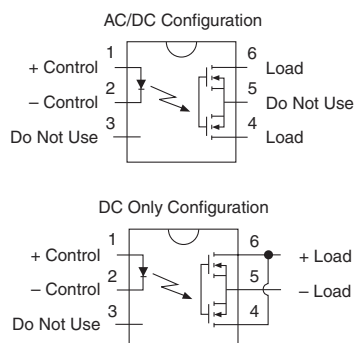 AC/DC Configuration
1
6
+ Control
Load
2
5
– Control
Do Not Use
3
4
Do Not Use
Load
DC Only Configuration
1
6
+ Control
+ Load
2
5
– Control
– Load
3
4
Do Not Use